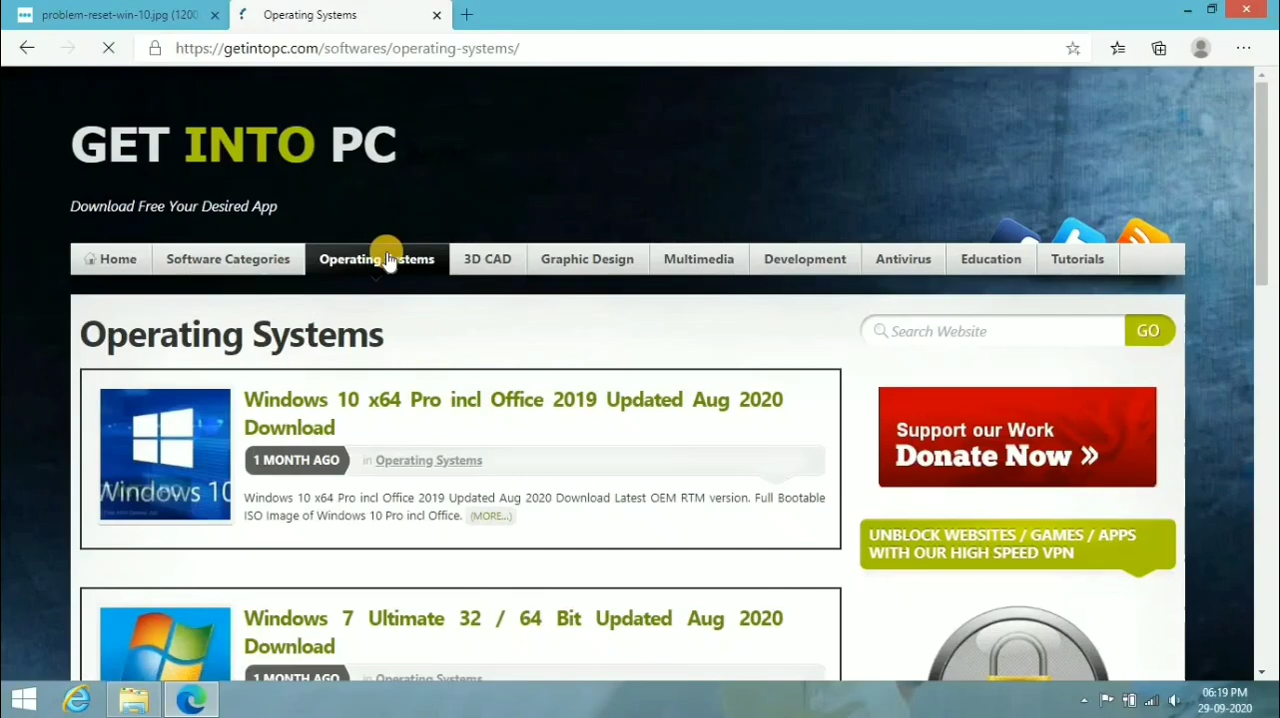 problem-reset-win-10.jpg (1200
Operating Systems
https://getintopc.com/softwares/operating-systems/
GET INTO PC
Download Free Your Desired App
Home
Software Categories
Operating Systems
3D CAD
Graphic Design
Multimedia
Development
Antivirus
Education
Tutorials
Operating Systems
Search Website
GO
Windows 10 x64 Pro incl Office 2019 Updated Aug 2020
Download
1 MONTH AGO
in Operating Systems
Windows 10 x64 Pro incl Office 2019 Updated Aug 2020 Download Latest OEM RTM version. Full Bootable
ISO Image of Windows 10 Pro incl Office. (MORE...)
Windows 10
Support our Work
Donate Now »
UNBLOCK WEBSITES / GAMES / APPS
WITH OUR HIGH SPEED VPN
Windows 7 Ultimate 32 / 64 Bit Updated Aug 2020
Download
1 MONTH AGO
in Operating Systems
06:19 PM
29-09-2020